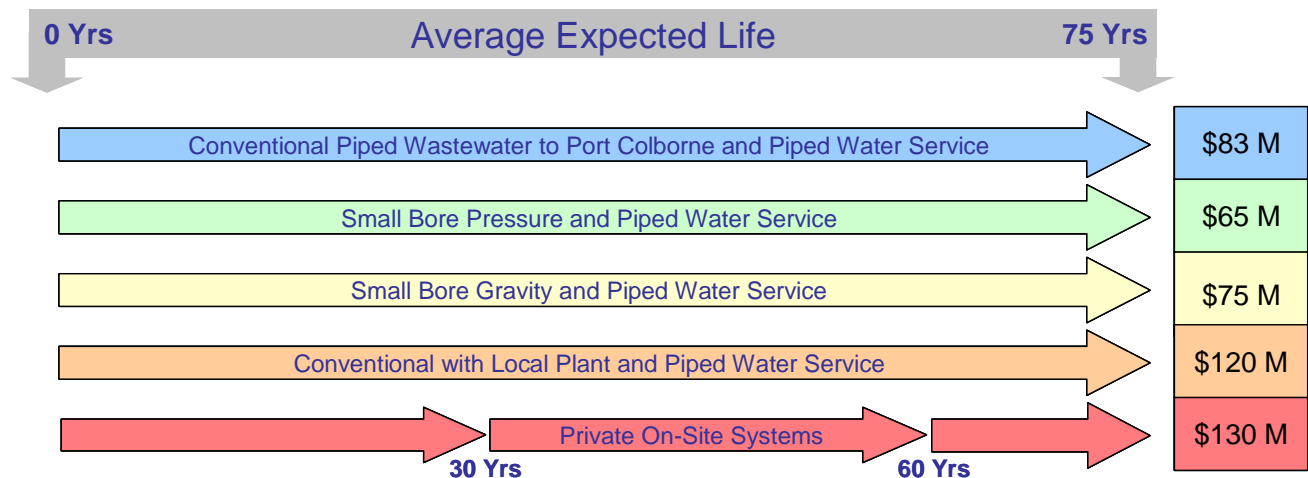 0 Yrs
Average Expected Life
75 Yrs
Conventional Piped Wastewater to Port Colborne and Piped Water Service
$83 M
Small Bore Pressure and Piped Water Service
$65 M
Small Bore Gravity and Piped Water Service
$75 M
Conventional with Local Plant and Piped Water Service
$120 M
Private On-Site Systems
$130 M
30 Yrs
60 Yrs